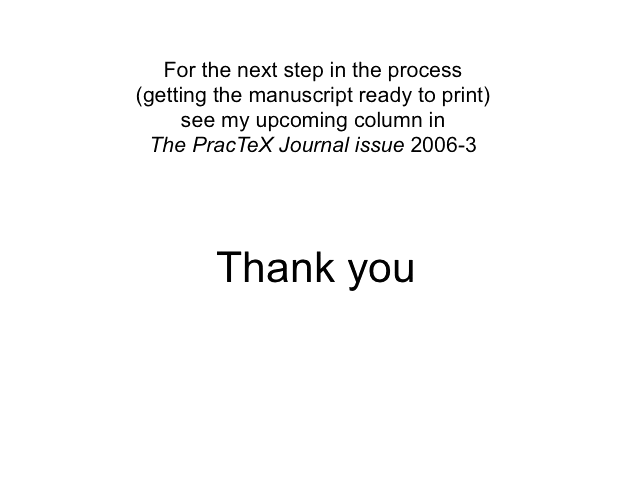 For the next step in the process
(getting the manuscript ready to print)
see my upcoming column in
The PracTeX Journal issue 2006-3
Thank you